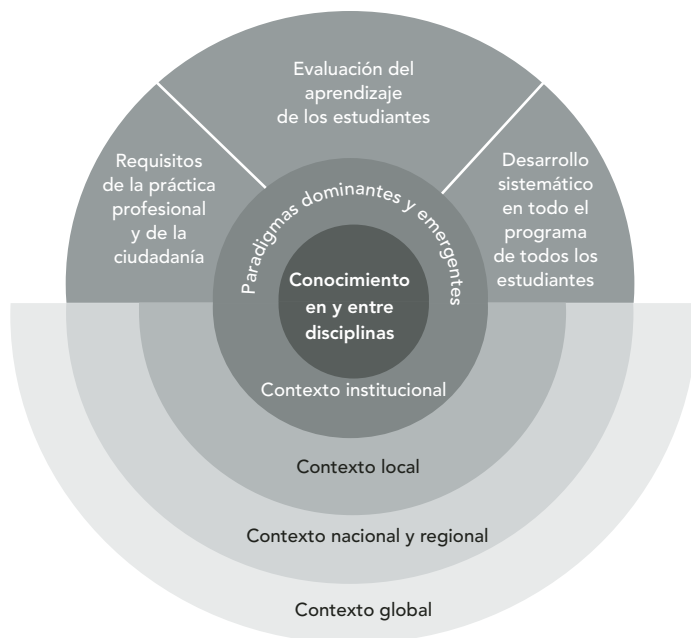 Evaluación del
aprendizaje
de los estudiantes
Requisitos
de la práctica
profesional
y de la
ciudadanía
Desarrollo
sistemático
en todo el
programa
de todos los
estudiantes
Paradigmas dominantes y emergentes
Conocimiento
en y entre
disciplinas
Contexto institucional
Contexto local
Contexto nacional y regional
Contexto global